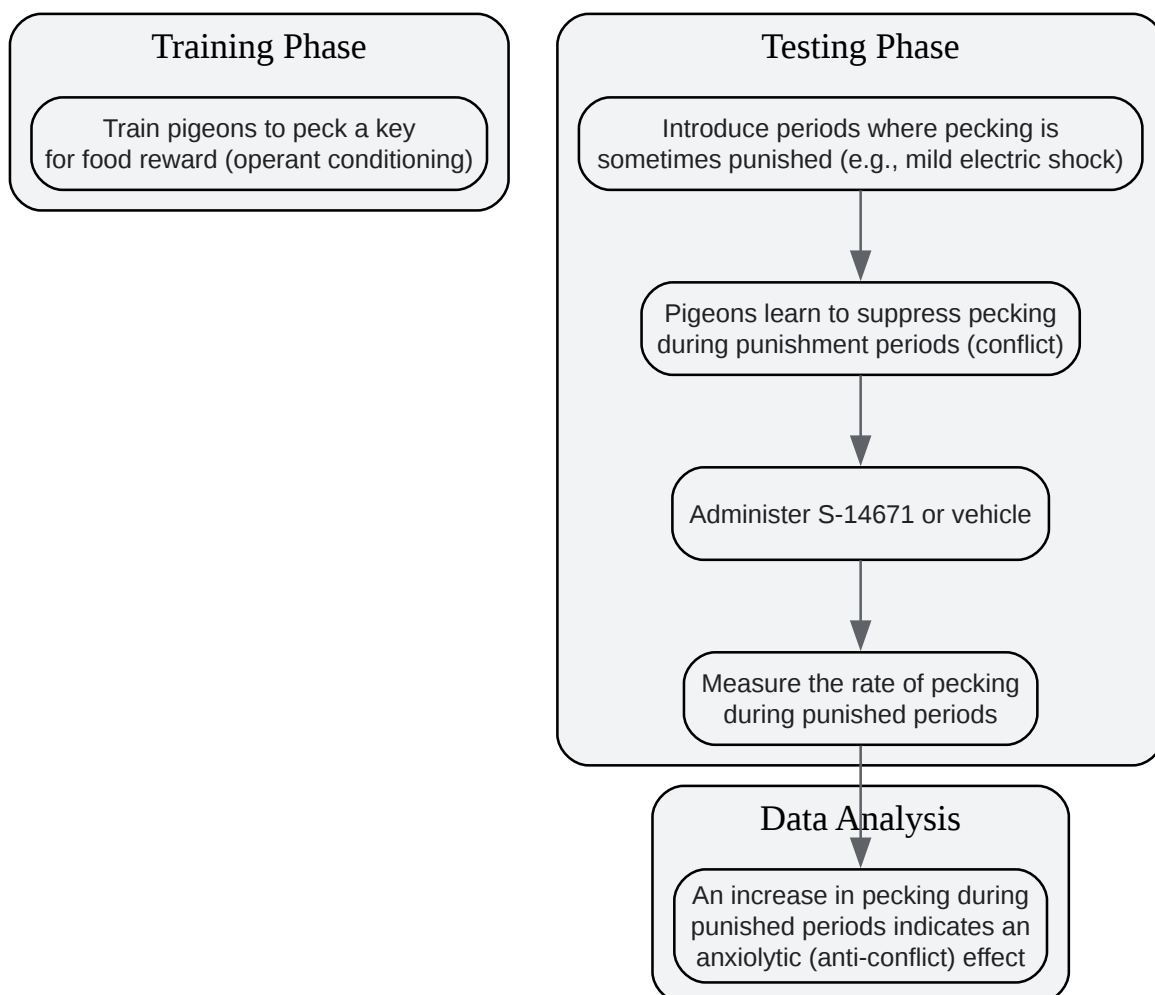 Training Phase
Train pigeons to peck a key
for food reward (operant conditioning)
Testing Phase
Introduce periods where pecking is
sometimes punished (e.g., mild electric shock)
Pigeons learn to suppress pecking
during punishment periods (conflict)
Administer S-14671 or vehicle
Measure the rate of pecking
during punished periods
Data Analysis
An increase in pecking during
punished periods indicates an
anxiolytic (anti-conflict) effect